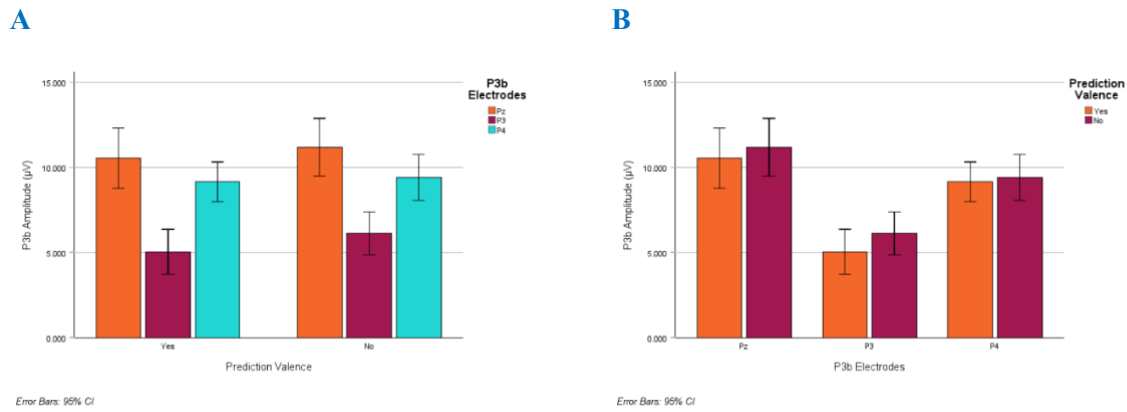 A
B
15.000
10.000
5.000
0.000
P3b Amplitude (µV)
Yes
No
Prediction Valence
P3b
Electrodes
Pz
P3
P4
Error Bars: 95% CI
15.000
10.000
5.000
0.000
P3b Amplitude (µV)
Pz
P3
P4
P3b Electrodes
Prediction
Valence
Yes
No
Error Bars: 95% CI